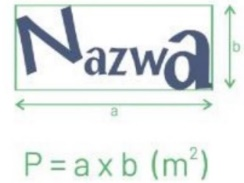 Nazwa
b
a
P = a x b (m²)